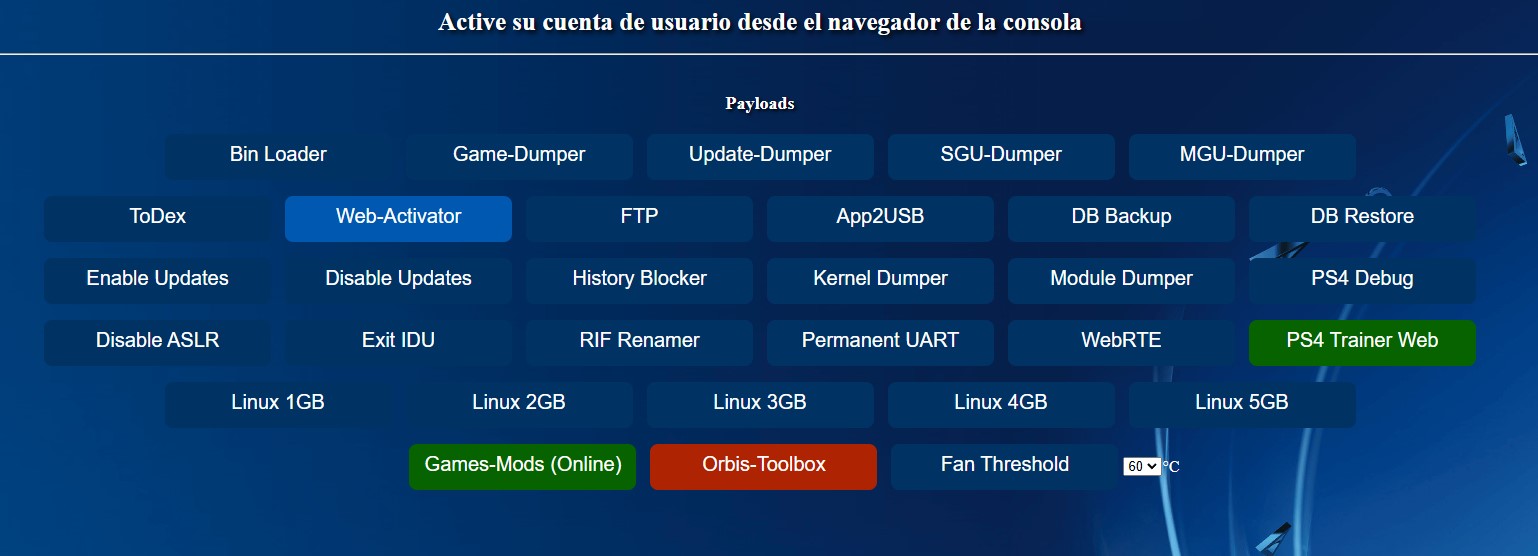 Active su cuenta de usuario desde el navegador de la consola
Payloads
Bin Loader Game-Dumper Update-Dumper SGU-Dumper MGU-Dumper
ToDex Web-Activator FTP App2USB DB Backup DB Restore
Enable Updates Disable Updates History Blocker Kernel Dumper Module Dumper PS4 Debug
Disable ASLR Exit IDU RIF Renamer Permanent UART WebRTE PS4 Trainer Web
Linux 1GB Linux 2GB Linux 3GB Linux 4GB Linux 5GB
Games-Mods (Online) Orbis-Toolbox Fan Threshold 60 °C